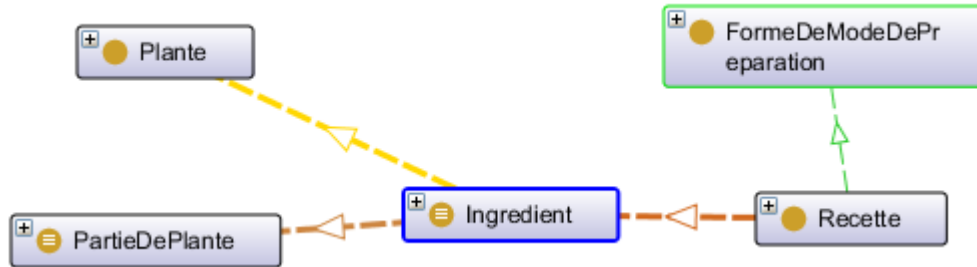 Plante
FormeDeModeDePr
eparation
Ingredient
Recette
PartieDePlante